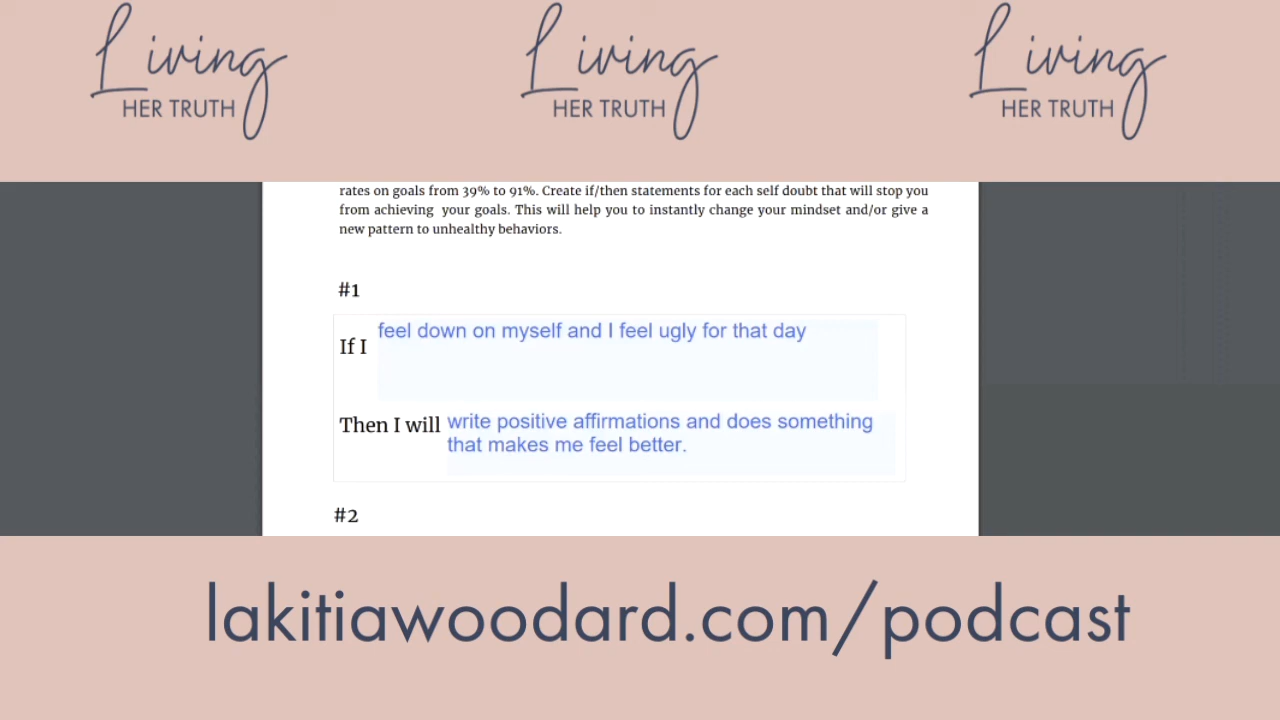 Living
HER TRUTH
Living
HER TRUTH
Living
HER TRUTH
rates on goals from 39% to 91%. Create if/then statements for each self doubt that will stop you
from achieving your goals. This will help you to instantly change your mindset and/or give a
new pattern to unhealthy behaviors.
#1
If I feel down on myself and I feel ugly for that day
Then I will write positive affirmations and does something
that makes me feel better.
#2
lakitiawoodard.com/podcast